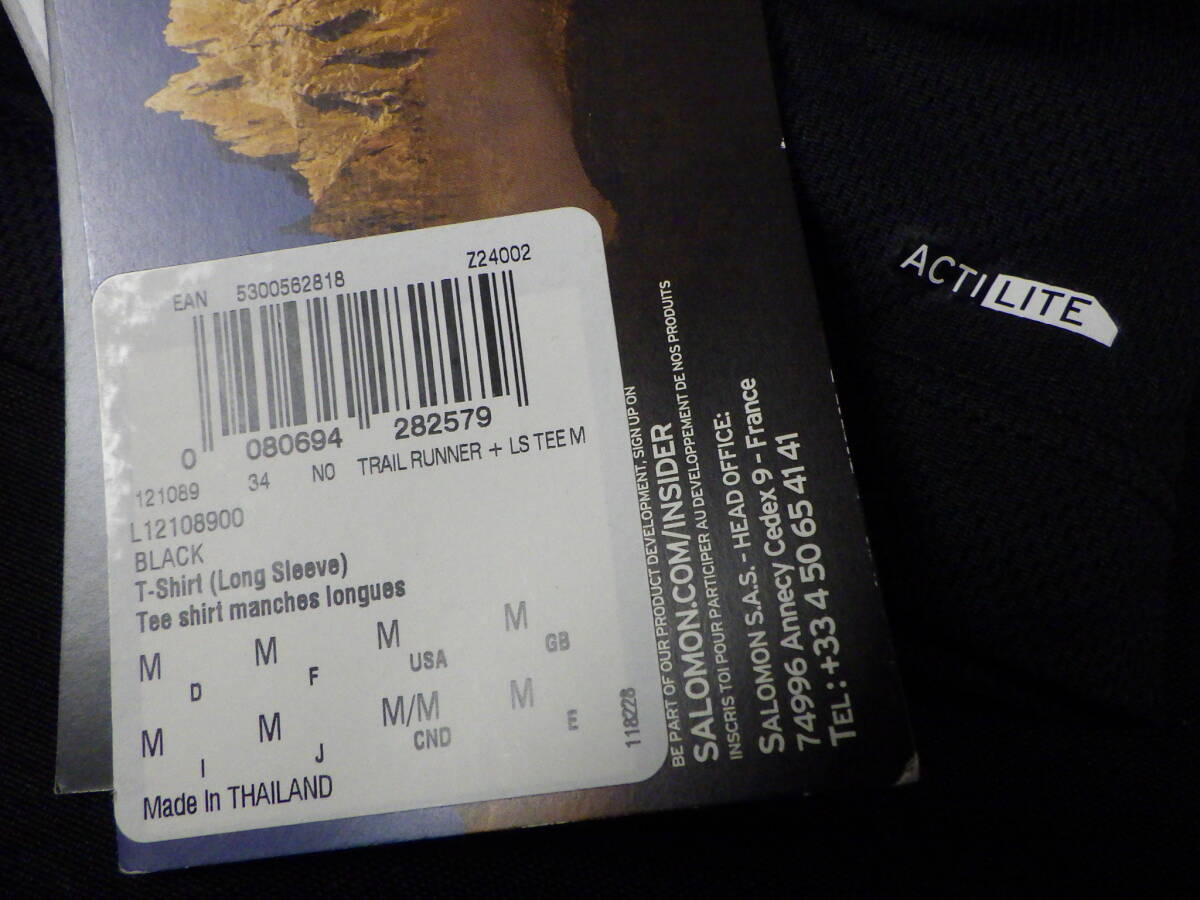 EAN 5300562818 Z24002
0 080694 282579
121089 34 N0 TRAIL RUNNER + LS TEE M
L12108900
BLACK
T-Shirt (Long Sleeve)
Tee shirt manches longues
M D M F M USA M GB
M I M J M/M CND M E
118228
Made In THAILAND
BE PART OF OUR PRODUCT DEVELOPMENT, SIGN UP ON
SALOMON.COM/INSIDER
INSCRIS TOI POUR PARTICIPER AU DEVELOPPEMENT DE NOS PRODUITS
SALOMON S.A.S. - HEAD OFFICE:
74996 Annecy Cedex 9 - France
TEL: +33 4 50 65 41 41
ACTILITE